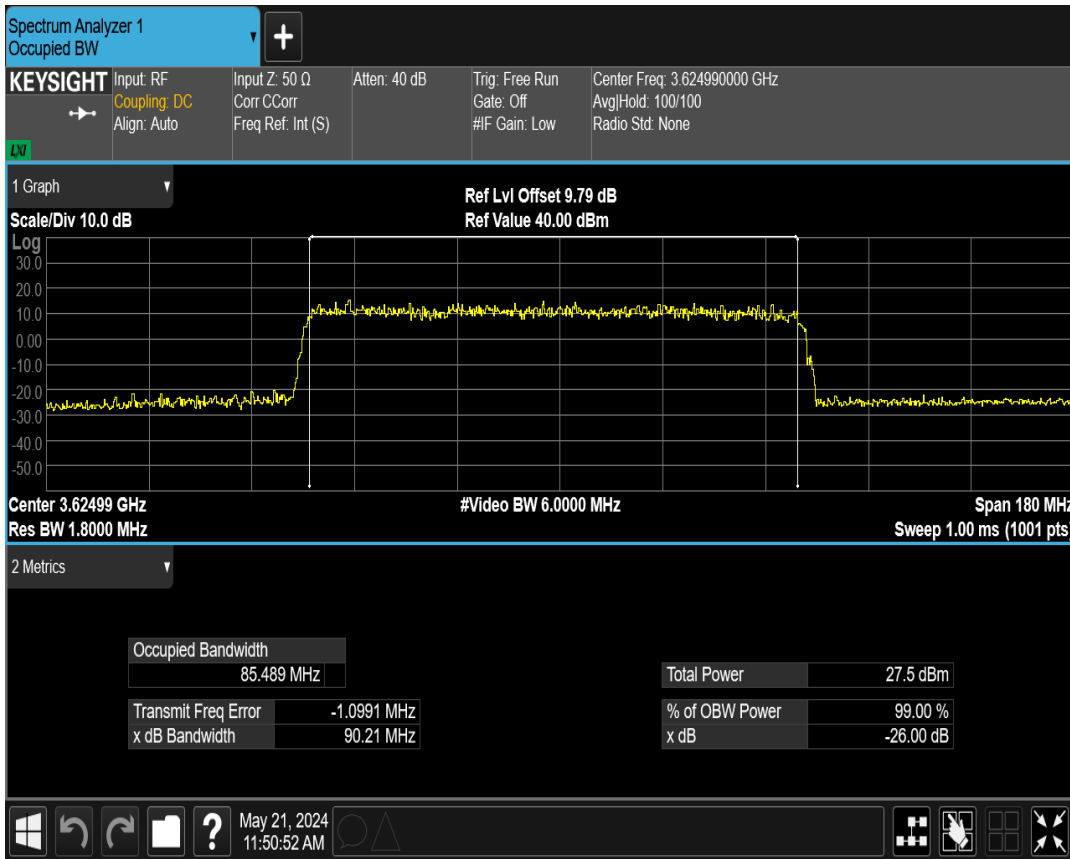 Spectrum Analyzer 1
Occupied BW
+
KEYSIGHT
Input: RF
Coupling: DC
Align: Auto
Input Z: 50 Ω
Corr CCorr
Freq Ref: Int (S)
Atten: 40 dB
Trig: Free Run
Gate: Off
#IF Gain: Low
Center Freq: 3.624990000 GHz
Avg|Hold: 100/100
Radio Std: None
LXI
1 Graph
Scale/Div 10.0 dB
Ref Lvl Offset 9.79 dB
Ref Value 40.00 dBm
Log
30.0
20.0
10.0
0.00
-10.0
-20.0
-30.0
-40.0
-50.0
Center 3.62499 GHz
Res BW 1.8000 MHz
#Video BW 6.0000 MHz
Span 180 MHz
Sweep 1.00 ms (1001 pts)
2 Metrics
Occupied Bandwidth
85.489 MHz
Transmit Freq Error -1.0991 MHz
x dB Bandwidth 90.21 MHz
Total Power 27.5 dBm
% of OBW Power 99.00 %
x dB -26.00 dB
?
May 21, 2024
11:50:52 AM